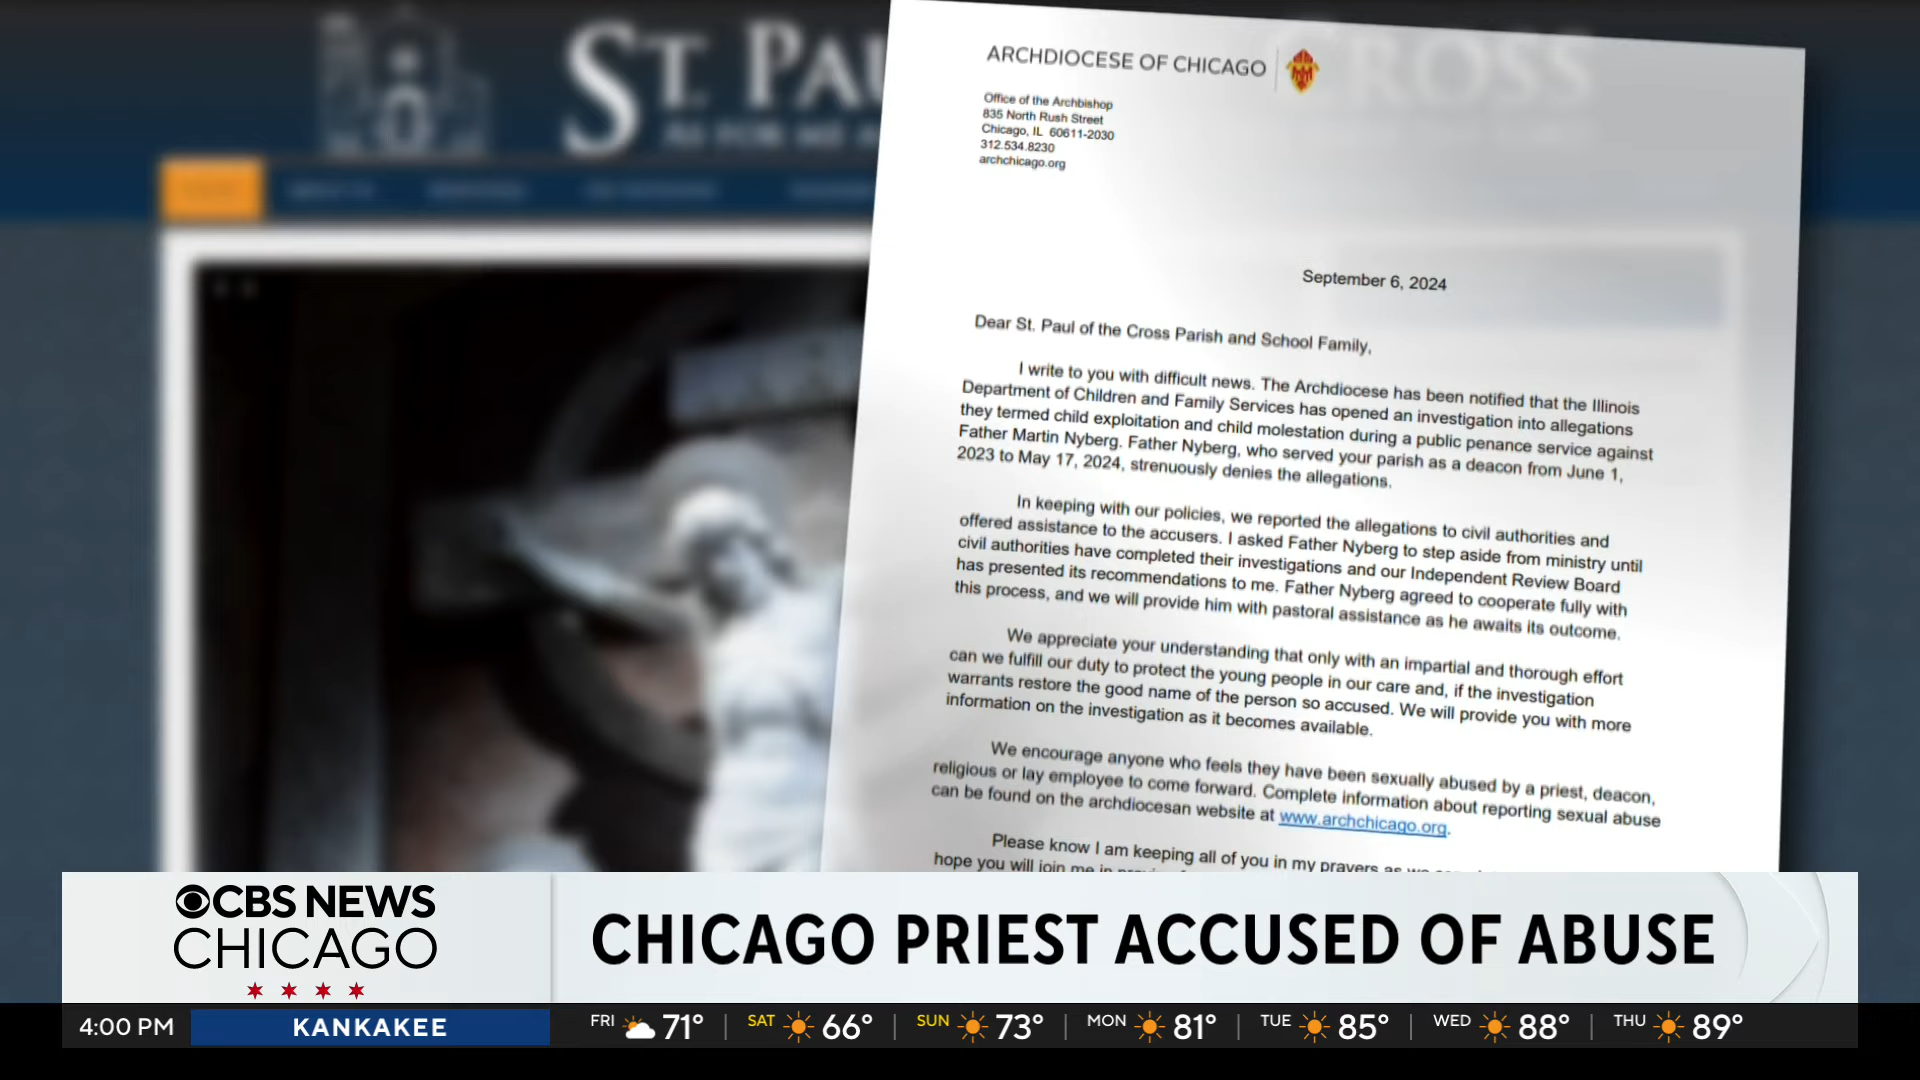 ST. PAU
CROSS
AS FOR ME A
ARCHDIOCESE OF CHICAGO
Office of the Archbishop
835 North Rush Street
Chicago, IL 60611-2030
312.534.8230
archchicago.org
September 6, 2024
Dear St. Paul of the Cross Parish and School Family,
I write to you with difficult news. The Archdiocese has been notified that the Illinois
Department of Children and Family Services has opened an investigation into allegations
they termed child exploitation and child molestation during a public penance service against
Father Martin Nyberg. Father Nyberg, who served your parish as a deacon from June 1,
2023 to May 17, 2024, strenuously denies the allegations.
In keeping with our policies, we reported the allegations to civil authorities and
offered assistance to the accusers. I asked Father Nyberg to step aside from ministry until
civil authorities have completed their investigations and our Independent Review Board
has presented its recommendations to me. Father Nyberg agreed to cooperate fully with
this process, and we will provide him with pastoral assistance as he awaits its outcome.
We appreciate your understanding that only with an impartial and thorough effort
can we fulfill our duty to protect the young people in our care and, if the investigation
warrants restore the good name of the person so accused. We will provide you with more
information on the investigation as it becomes available.
We encourage anyone who feels they have been sexually abused by a priest, deacon,
religious or lay employee to come forward. Complete information about reporting sexual abuse
can be found on the archdiocesan website at www.archchicago.org.
Please know I am keeping all of you in my prayers as we
hope you will join me in
CBS NEWS
CHICAGO
CHICAGO PRIEST ACCUSED OF ABUSE
4:00 PM KANKAKEE FRI 71° SAT 66° SUN 73° MON 81° TUE 85° WED 88° THU 89°